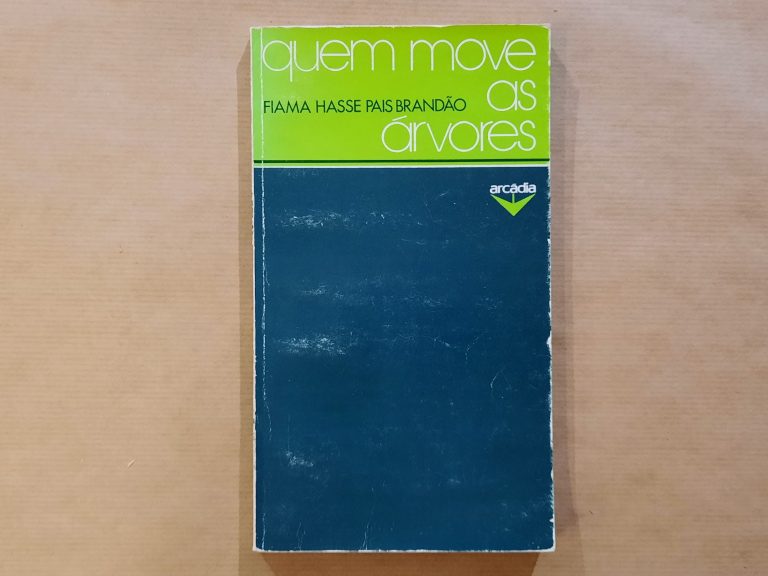 quem move
as
FIAMA HASSE PAIS BRANDÃO
árvores
arcádia